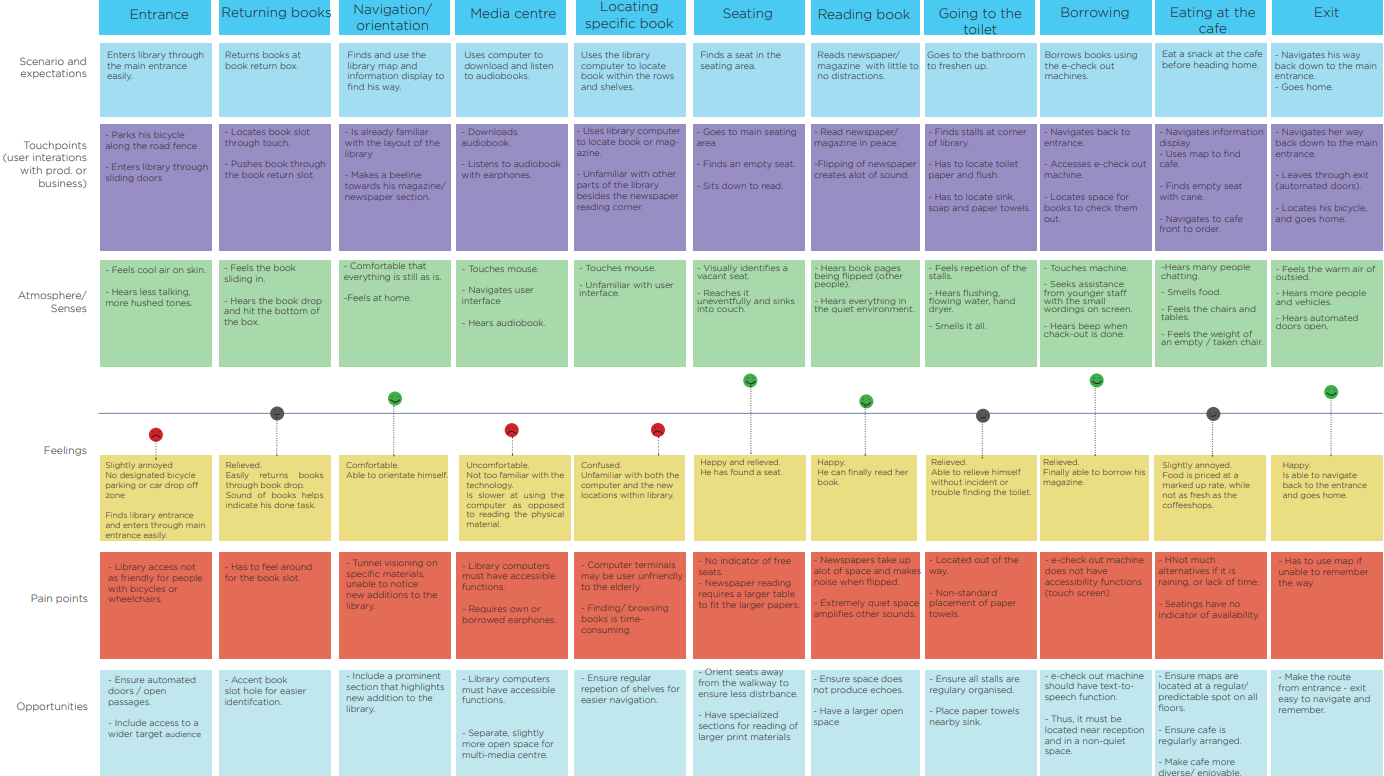 Entrance
Returning books
Navigation/
orientation
Media centre
Locating
specific book
Seating
Reading book
Going to the
toilet
Borrowing
Eating at the
cafe
Exit
Scenario and
expectations
Enters library through
the main entrance
easily.
Returns books at
book return box.
Finds and use the
library map and
information display to
find his way.
Uses computer to
download and listen
to audiobooks.
Uses the library
computer to locate
book within the rows
and shelves.
Finds a seat in the
seating area.
Reads newspaper/
magazine with little to
no distractions.
Goes to the bathroom
to freshen up.
Borrows books using
the e-check out
machines.
Eat a snack at the cafe
before heading home.
- Navigates his way
back down to the main
entrance.
- Goes home.
Touchpoints
(user interations
with prod. or
business)
- Parks his bicycle
along the road fence
- Enters library through
sliding doors
- Locates book slot
through touch.
- Pushes book through
the book return slot.
- Is already familiar
with the layout of the
library
- Makes a beeline
towards his magazine/
newspaper section.
- Downloads
audiobook.
- Listens to audiobook
with earphones.
- Uses library computer
to locate book or mag-
azine.
- Unfamiliar with other
parts of the library
besides the newspaper
reading corner.
- Goes to main seating
area.
- Finds an empty seat.
- Sits down to read.
- Read newspaper/
magazine in peace.
-Flipping of newspaper
creates alot of sound.
- Finds stalls at corner
of library.
- Has to locate toilet
paper and flush.
- Has to locate sink,
soap and paper towels.
- Navigates back to
entrance.
- Accesses e-check out
machine.
- Locates space for
books to check them
out.
- Navigates information
display.
- Uses map to find
cafe.
- Finds empty seat
with cane.
- Navigates to cafe
front to order.
- Navigates her way
back down to the main
entrance.
- Leaves through exit
(automated doors).
- Locates his bicycle,
and goes home.
Atmosphere/
Senses
- Feels cool air on skin.
- Hears less talking,
more hushed tones.
- Feels the book
sliding in.
- Hears the book drop
and hit the bottom of
the box.
- Comfortable that
everything is still as is.
-Feels at home.
- Touches mouse.
- Navigates user
interface
- Hears audiobook.
- Touches mouse.
- Unfamiliar with user
interface.
- Visually identifies a
vacant seat.
- Reaches it
uneventfully and sinks
into couch.
- Hears book pages
being flipped (other
people).
- Hears everything in
the quiet environment.
- Feels repetion of the
stalls.
- Hears flushing,
flowing water, hand
dryer.
- Smells it all.
- Touches machine.
- Seeks assistance
from younger staff
with the small
wordings on screen.
- Hears beep when
chack-out is done.
-Hears many people
chatting.
- Smells food.
- Feels the chairs and
tables.
- Feels the weight of
an empty / taken chair.
- Feels the warm air of
outsied.
- Hears more people
and vehicles.
- Hears automated
doors open.
Feelings
Slightly annoyed
No designated bicycle
parking or car drop off
zone
Finds library entrance
and enters through main
entrance easily.
Relieved.
Easily returns books
through book drop.
Sound of books helps
indicate his done task.
Comfortable.
Able to orientate himself.
Uncomfortable.
Not too familiar with the
technology.
Is slower at using the
computer as opposed
to reading the physical
material.
Confused.
Unfamiliar with both the
computer and the new
locations within library.
Happy and relieved.
He has found a seat.
Happy.
He can finally read her
book.
Relieved.
Able to relieve himself
without incident or
trouble finding the toilet.
Relieved.
Finally able to borrow his
magazine.
Slightly annoyed.
Food is priced at a
marked up rate, while
not as fresh as the
coffeeshops.
Happy.
Is able to navigate
back to the entrance
and goes home.
Pain points
- Library access not
as friendly for people
with bicycles or
wheelchairs.
- Has to feel around
for the book slot.
- Tunnel visioning on
specific materials,
unable to notice
new additions to the
library.
- Library computers
must have accessible
functions.
- Requires own or
borrowed earphones.
- Computer terminals
may be user unfriendly
to the elderly.
- Finding/ browsing
books is time-
consuming.
- No indicator of free
seats.
- Newspaper reading
requires a larger table
to fit the larger papers.
- Newspapers take up
alot of space and makes
noise when flipped.
- Extremely quiet space
amplifies other sounds.
- Located out of the
way.
- Non-standard
placement of paper
towels.
- e-check out machine
does not have
accessibility functions
(touch screen).
- HNot much
alternatives if it is
raining, or lack of time.
- Seatings have no
indicator of availability
- Has to use map if
unable to remember
the way.
Opportunities
- Ensure automated
doors / open
passages.
- Include access to a
wider target audience
- Accent book
slot hole for easier
identifcation.
- Include a prominent
section that highlights
new addition to the
library.
- Library computers
must have accessible
functions.
- Separate, slightly
more open space for
multi-media centre.
- Ensure regular
repetion of shelves for
easier navigation.
- Orient seats away
from the walkway to
ensure less distrbance.
- Have specialized
sections for reading of
larger print materials
- Ensure space does
not produce echoes.
- Have a larger open
space
- Ensure all stalls are
regulary organised.
- Place paper towels
nearby sink.
- e-check out machine
should have text-to-
speech function.
- Thus, it must be
located near reception
and in a non-quiet
space.
- Ensure maps are
located at a regular/
predictable spot on all
floors.
- Ensure cafe is
regularly arranged.
- Make cafe more
diverse/ enjoyable.
- Make the route
from entrance - exit
easy to navigate and
remember.